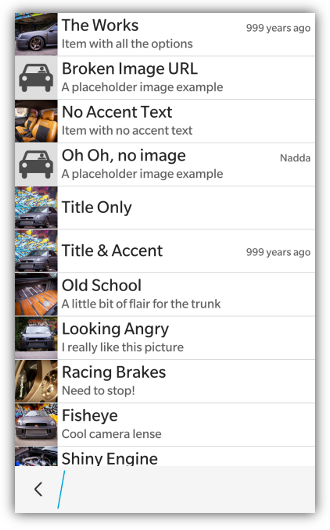 The Works
999 years ago
Item with all the options
Broken Image URL
A placeholder image example
No Accent Text
Item with no accent text
Oh Oh, no image
Nadda
A placeholder image example
Title Only
Title & Accent
999 years ago
Old School
A little bit of flair for the trunk
Looking Angry
I really like this picture
Racing Brakes
Need to stop!
Fisheye
Cool camera lense
Shiny Engine